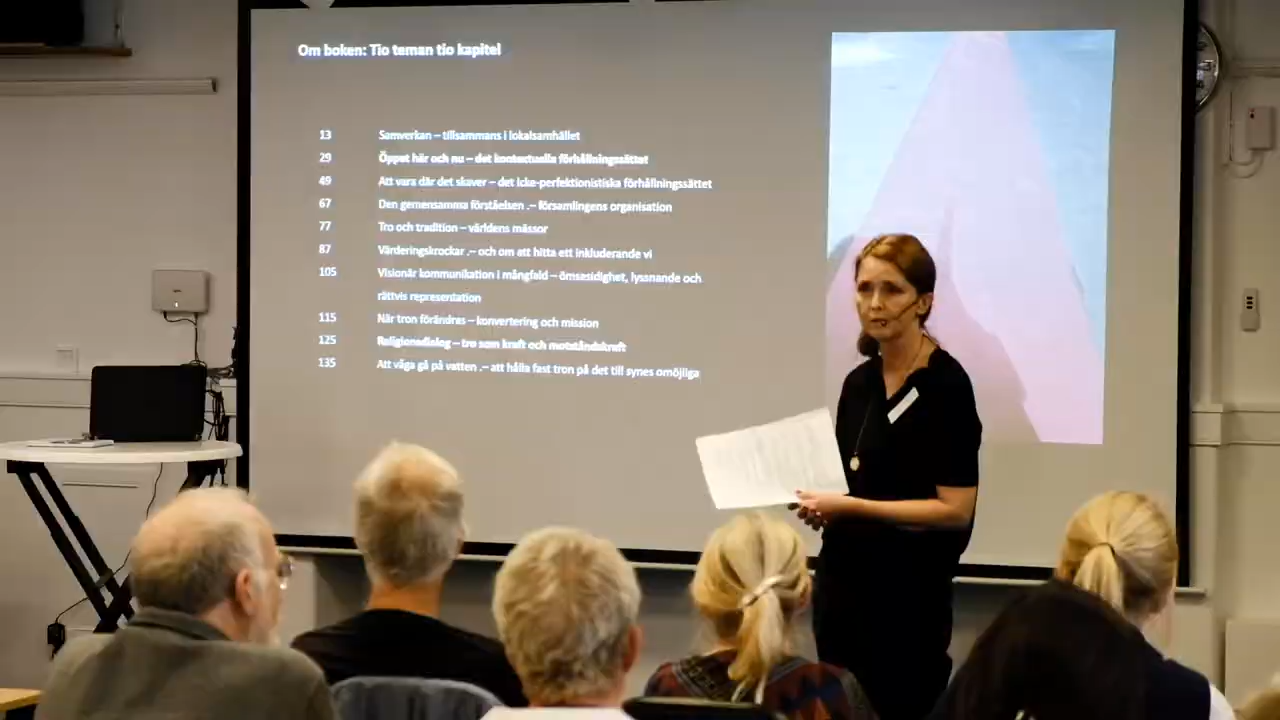 Om boken: Tio teman tio kapitel
13 Samverkan – tillsammans i lokalsamhället
29 Öppet här och nu – det kontextuella förhållningssättet
49 Att vara där det skaver – det icke-perfektionistiska förhållningssättet
67 Den gemensamma förståelsen .– församlingens organisation
77 Tro och tradition – världens mässor
87 Värderingskrockar .– och om att hitta ett inkluderande vi
105 Visionär kommunikation i mångfald – ömsesidighet, lyssnande och
rättvis representation
115 När tron förändras – konvertering och mission
125 Religionsdialog – tro som kraft och motståndskraft
135 Att våga gå på vatten .– att hålla fast tron på det till synes omöjliga